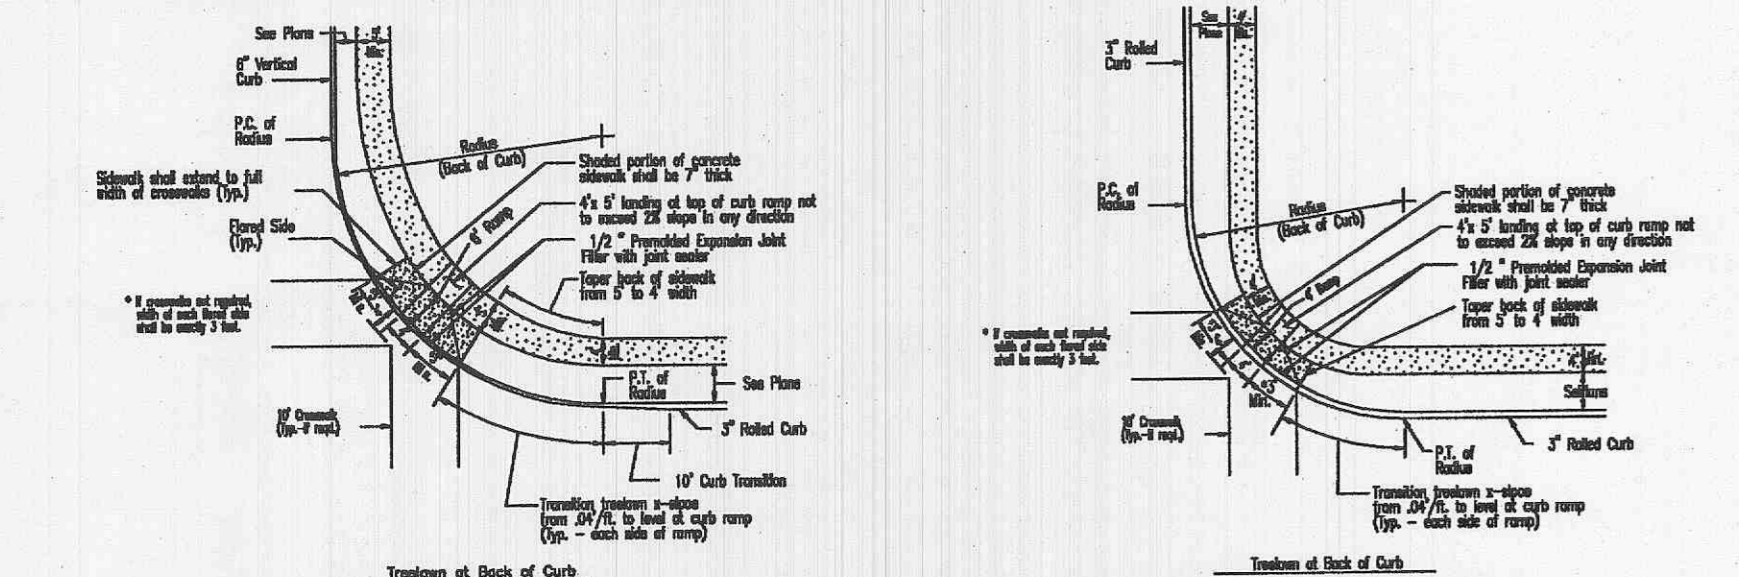 See Plans
5'
Min.
6" Vertical
Curb
P.C. of
Radius
Radius
(Back of Curb)
Sidewalk shall extend to full
width of crosswalks (Typ.)
Flared Side
(Typ.)
* If crosswalks not required,
width of each flared side
shall be exactly 3 feet.
Shaded portion of concrete
sidewalk shall be 7" thick
6' Ramp
4'x 5' landing at top of curb ramp not
to exceed 2% slope in any direction
1/2 " Premolded Expansion Joint
Filler with joint sealer
Taper back of sidewalk
from 5' to 4' width
P.T. of
Radius
See Plans
3" Rolled Curb
10' Crosswalk
(Typ.-if reqd.)
10' Curb Transition
Transition treelawn x-slpoe
from .04'/ft. to level at curb ramp
(Typ. - each side of ramp)
Treelawn at Back of Curb
See
Plans
4'
Min.
3" Rolled
Curb
P.C. of
Radius
Radius
(Back of Curb)
* If crosswalks not required,
width of each flared side
shall be exactly 3 feet.
Shaded portion of concrete
sidewalk shall be 7" thick
4'x 5' landing at top of curb ramp not
to exceed 2% slope in any direction
1/2 " Premolded Expansion Joint
Filler with joint sealer
Taper back of sidewalk
from 5' to 4' width
Ramp
Min.
4' Min.
10' Crosswalk
(Typ.-if reqd.)
3" Rolled Curb
P.T. of
Radius
Transition treelawn x-slpoe
from .04'/ft. to level at curb ramp
(Typ. - each side of ramp)
Treelawn at Back of Curb